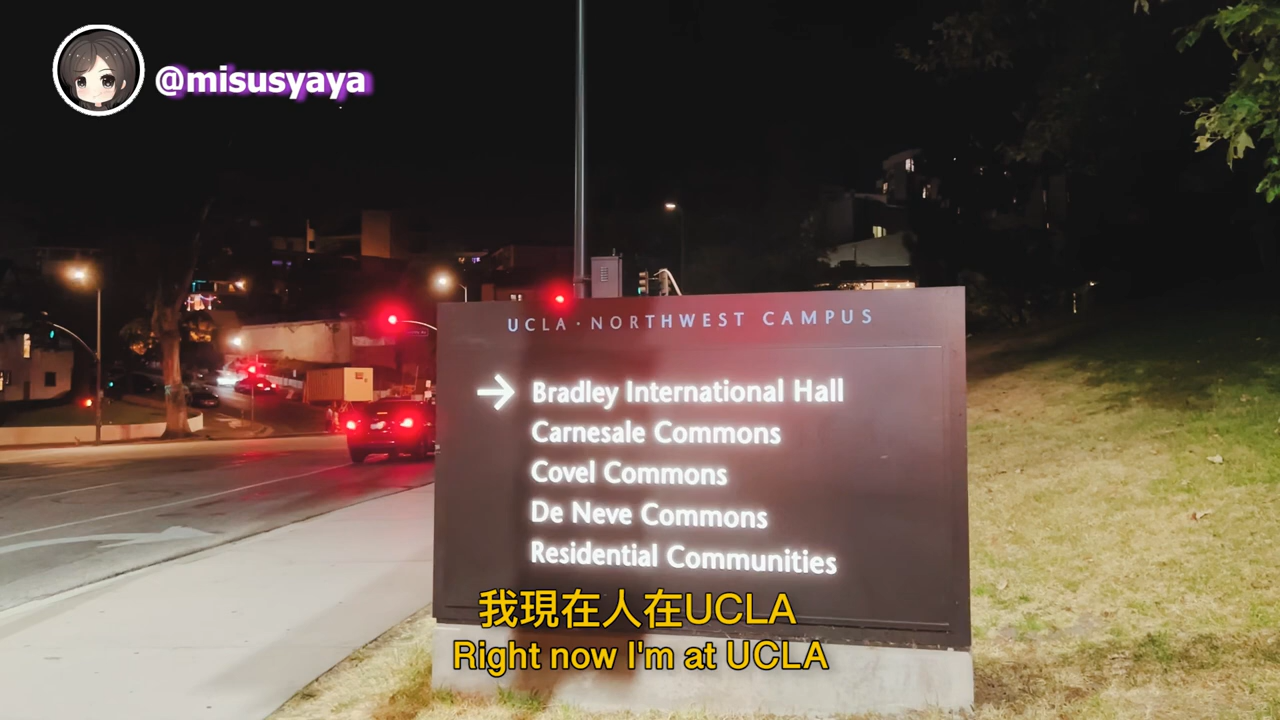 @misusyaya
UCLA · NORTHWEST CAMPUS
→ Bradley International Hall
Carnesale Commons
Covel Commons
De Neve Commons
Residential Communities
我現在人在UCLA
Right now I'm at UCLA